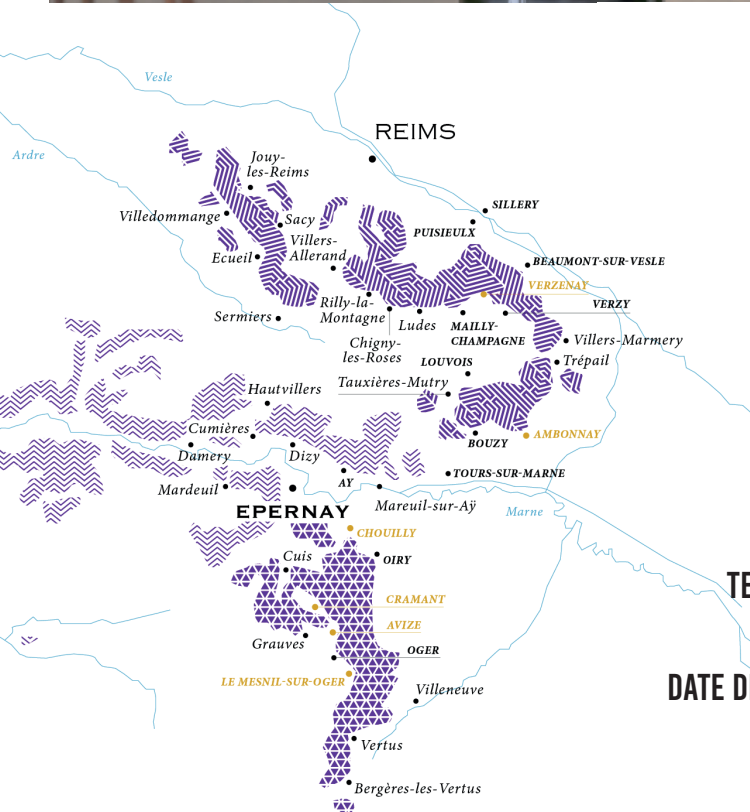 Vesle
REIMS
Ardre
Jouy-
les-Reims
SILLERY
Villedommange
Sacy
PUISIEULX
Villers-
Allerand
Ecueil
BEAUMONT-SUR-VESLE
VERZENAY
Rilly-la-
Montagne
VERZY
Sermiers
Ludes
MAILLY-
CHAMPAGNE
Villers-Marmery
Chigny-
les-Roses
LOUVOIS
Trépail
Tauxières-Mutry
Hautvillers
Cumières
AMBONNAY
BOUZY
Damery
Dizy
TOURS-SUR-MARNE
Mardeuil
AY
Mareuil-sur-Aÿ
EPERNAY
Marne
CHOUILLY
Cuis
OIRY
TE
CRAMANT
AVIZE
Grauves
OGER
LE MESNIL-SUR-OGER
Villeneuve
DATE D
Vertus
Bergères-les-Vertus